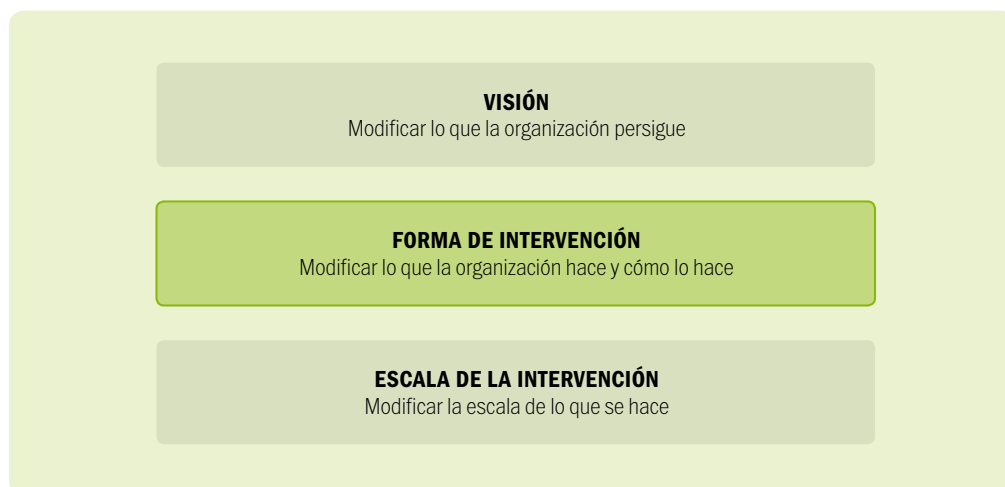 VISIÓN
Modificar lo que la organización persigue
FORMA DE INTERVENCIÓN
Modificar lo que la organización hace y cómo lo hace
ESCALA DE LA INTERVENCIÓN
Modificar la escala de lo que se hace